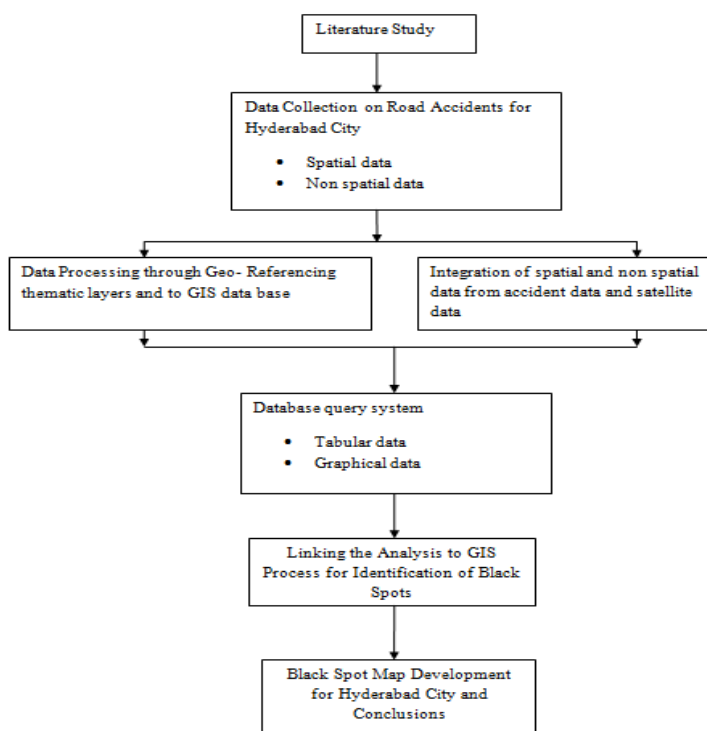 Literature Study
Data Collection on Road Accidents for
Hyderabad City
• Spatial data
• Non spatial data
Data Processing through Geo- Referencing
thematic layers and to GIS data base
Integration of spatial and non spatial
data from accident data and satellite
data
Database query system
• Tabular data
• Graphical data
Linking the Analysis to GIS
Process for Identification of Black
Spots
Black Spot Map Development
for Hyderabad City and
Conclusions